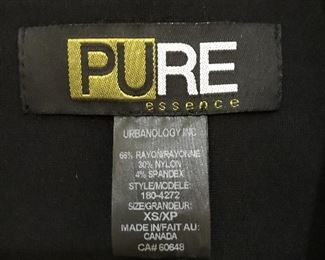 PURE
essence
URBANOLOGY INC
66% RAYON/RAYONNE
30% NYLON
4% SPANDEX
STYLE/MODELE:
180-4272
SIZE/GRANDEUR:
XS/XP
MADE IN/FAIT AU:
CANADA
CA# 60648